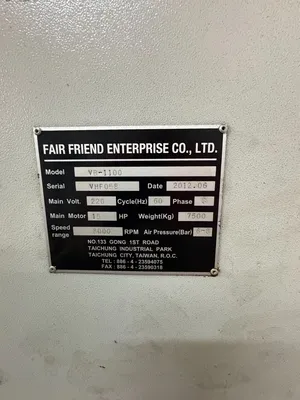 FAIR FRIEND ENTERPRISE CO., LTD.
Model VB-1100
Serial Date 2012.06
Main Volt. 220 Cycle(Hz) 60 Phase
Main Motor 15 HP Weight(Kg) 7500
Speed range 8000 RPM Air Pressure(Bar)
NO.133 GONG 1ST ROAD
TAICHUNG INDUSTRIAL PARK
TAICHUNG CITY, TAIWAN, R.O.C.
TEL : 886 - 4 - 23594075
FAX : 886 - 4 - 23590318